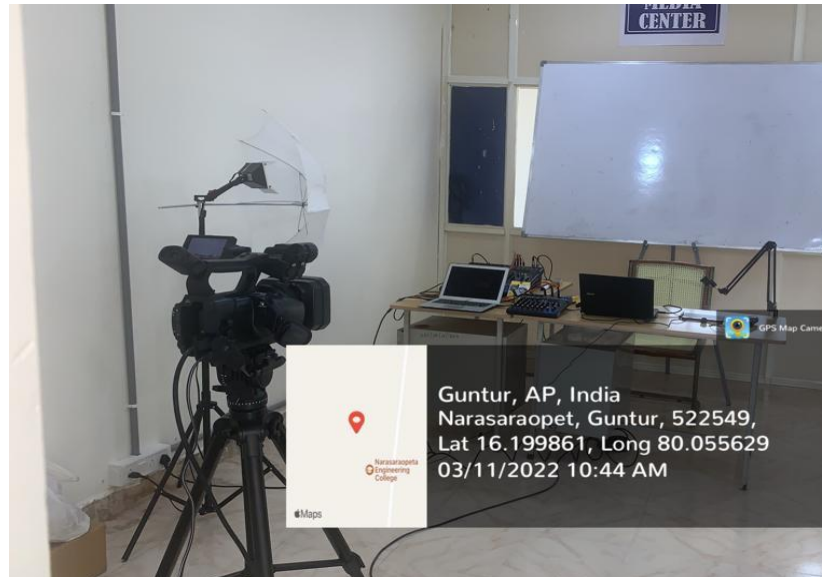 MEDIA
CENTER
GPS Map Came
Guntur, AP, India
Narasaraopet, Guntur, 522549,
Lat 16.199861, Long 80.055629
03/11/2022 10:44 AM
Narasaraopeta
Engineering
College
Maps